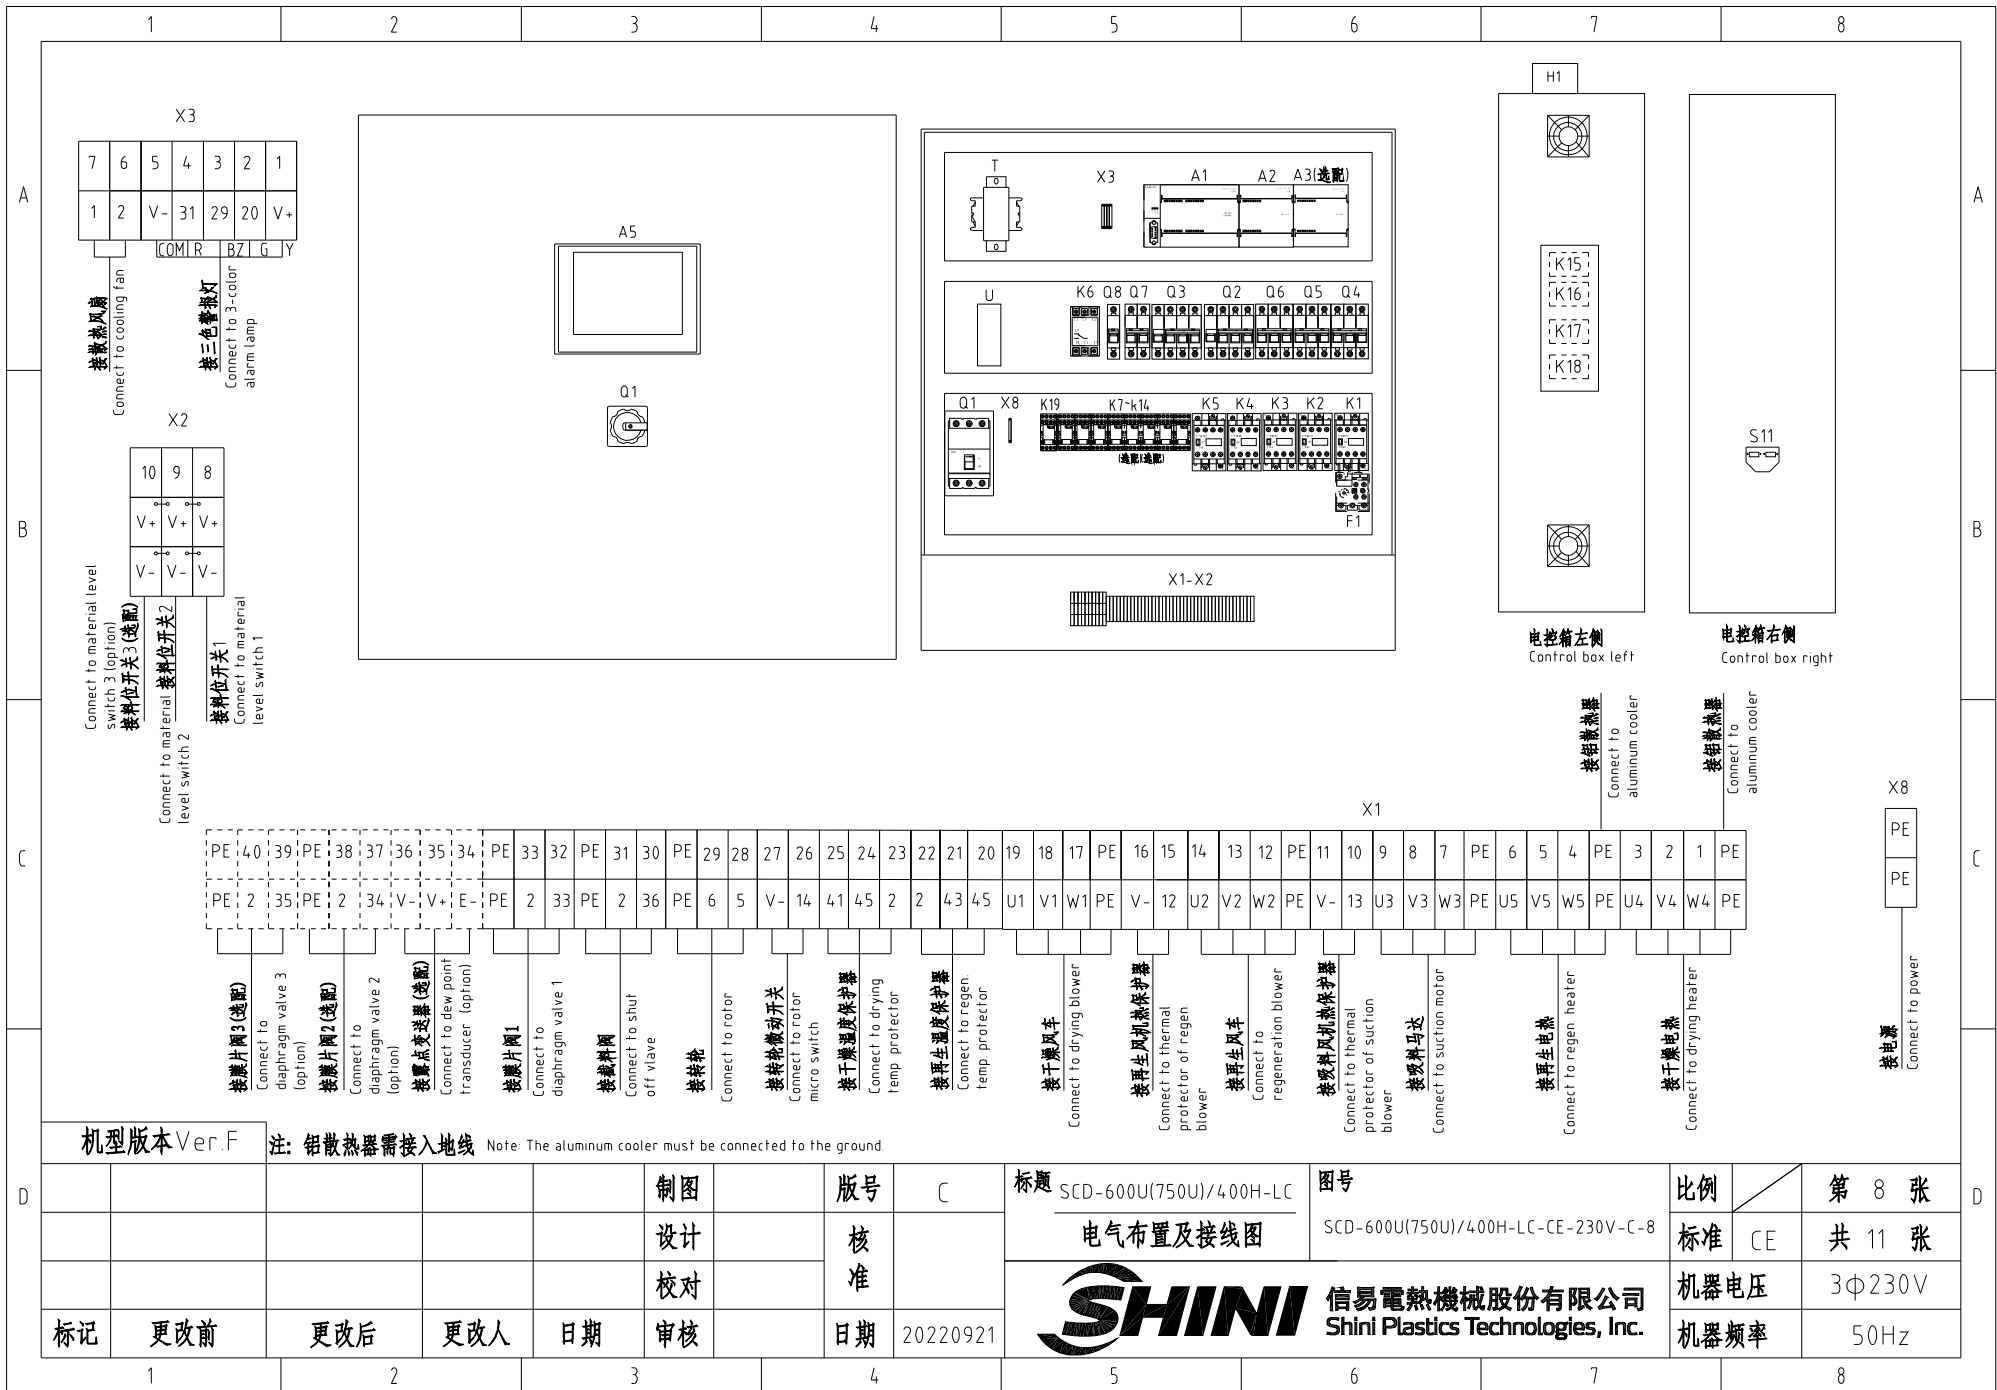 1 2 3 4 5 6 7 8
A
B
C
D
A
B
C
D
X3
7 6 5 4 3 2 1
1 2 V- 31 29 20 V+
COM R BZ G Y
接散热风扇
Connect to cooling fan
接三色警报灯
Connect to 3-color
alarm lamp
X2
10 9 8
V+ V+ V+
V- V- V-
Connect to material level
switch 3 (option)
接料位开关3(选配)
Connect to material
level switch 2
接料位开关2
接料位开关1
Connect to material
level switch 1
A5
Q1
T X3 A1 A2 A3(选配)
U K6 Q8 Q7 Q3 Q2 Q6 Q5 Q4
Q1 X8 K19 K7~k14 K5 K4 K3 K2 K1
(选配)(选配)
F1
X1-X2
H1
K15
K16
K17
K18
电控箱左侧
Control box left
S11
电控箱右侧
Control box right
接铝散热器
Connect to
aluminum cooler
接铝散热器
Connect to
aluminum cooler
X8
PE
PE
接电源
Connect to power
X1
PE 40 39 PE 38 37 36 35 34 PE 33 32 PE 31 30 PE 29 28 27 26 25 24 23 22 21 20 19 18 17 PE 16 15 14 13 12 PE 11 10 9 8 7 PE 6 5 4 PE 3 2 1 PE
PE 2 35 PE 2 34 V- V+ E- PE 2 33 PE 2 36 PE 6 5 V- 14 41 45 2 2 43 45 U1 V1 W1 PE V- 12 U2 V2 W2 PE V- 13 U3 V3 W3 PE U5 V5 W5 PE U4 V4 W4 PE
接膜片阀3(选配)
Connect to
diaphragm valve 3
(option)
接膜片阀2(选配)
Connect to
diaphragm valve 2
(option)
接露点变送器(选配)
Connect to dew point
transducer (option)
接膜片阀1
Connect to
diaphragm valve 1
接截料阀
Connect to shut
off vlave
接转轮
Connect to rotor
接转轮微动开关
Connect to rotor
micro switch
接干燥温度保护器
Connect to drying
temp. protector
接再生温度保护器
Connect to regen.
temp. protector
接干燥风车
Connect to drying blower
接再生风机热保护器
Connect to thermal
protector of regen.
blower
接再生风车
Connect to
regeneration blower
接吸料风机热保护器
Connect to thermal
protector of suction
blower
接吸料马达
Connect to suction motor
接再生电热
Connect to regen heater
接干燥电热
Connect to drying heater
机型版本Ver.F
注: 铝散热器需接入地线 Note: The aluminum cooler must be connected to the ground.
制图 版号 C
设计 核准
校对
标记 更改前 更改后 更改人 日期 审核 日期 20220921
标题 SCD-600U(750U)/400H-LC
电气布置及接线图
图号
SCD-600U(750U)/400H-LC-CE-230V-C-8
比例 第 8 张
标准 CE 共 11 张
机器电压 3φ230V
机器频率 50Hz
SHINI
信易電熱機械股份有限公司
Shini Plastics Technologies, Inc.
1 2 3 4 5 6 7 8